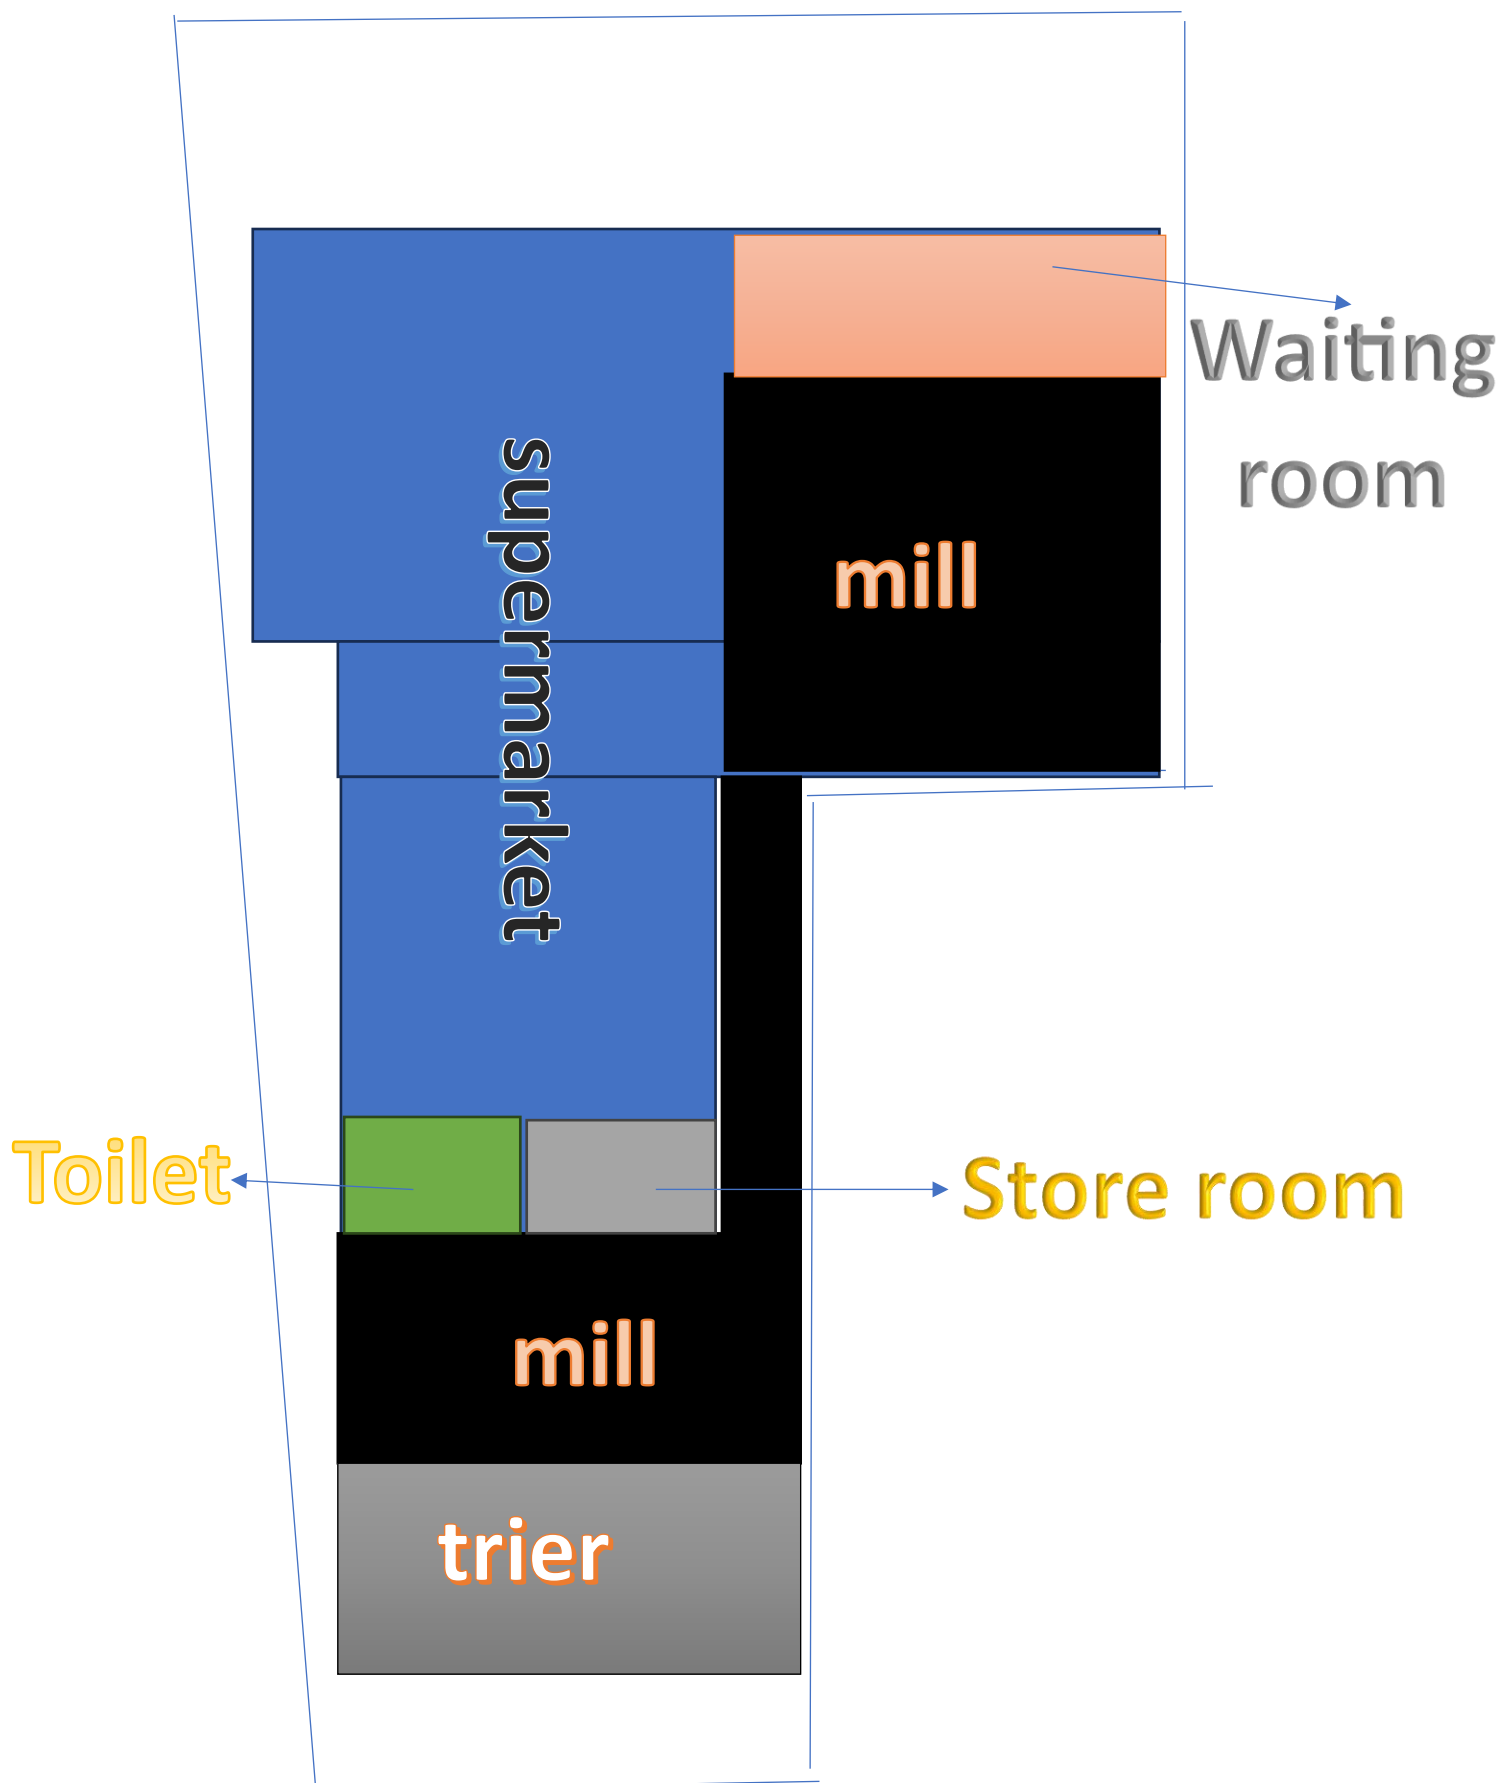 Waiting
room
supermarket
mill
Toilet
Store room
mill
trier